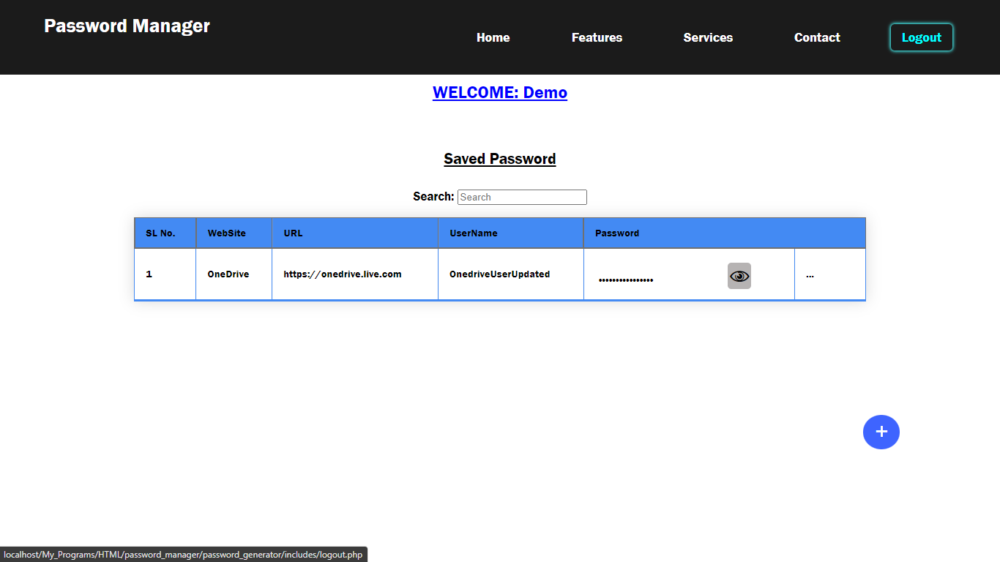 Password Manager
Home Features Services Contact Logout
WELCOME: Demo
Saved Password
Search: Search
SL No. WebSite URL UserName Password
1 OneDrive https://onedrive.live.com OnedriveUserUpdated ................ ...
+
localhost/My_Programs/HTML/password_manager/password_generator/includes/logout.php